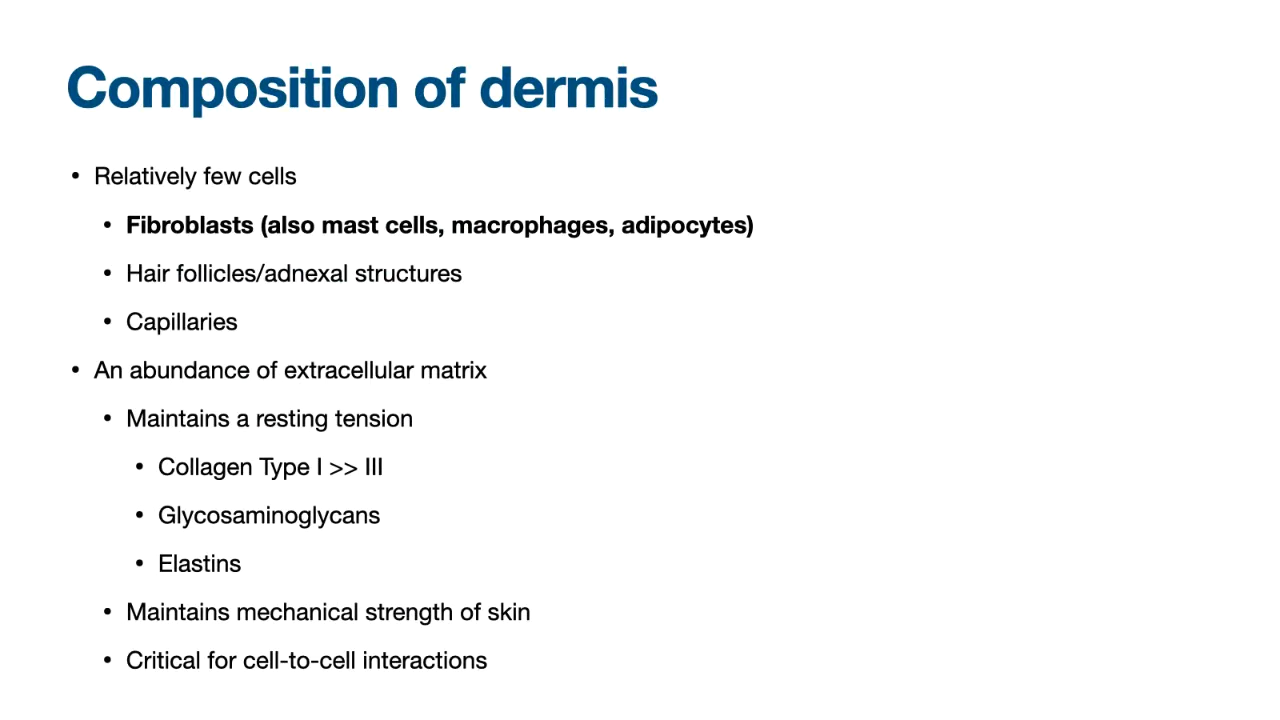 Composition of dermis
• Relatively few cells
• Fibroblasts (also mast cells, macrophages, adipocytes)
• Hair follicles/adnexal structures
• Capillaries
• An abundance of extracellular matrix
• Maintains a resting tension
• Collagen Type I >> III
• Glycosaminoglycans
• Elastins
• Maintains mechanical strength of skin
• Critical for cell-to-cell interactions